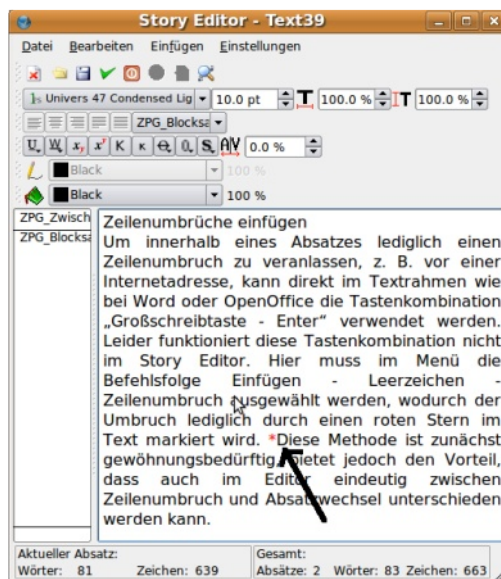 Story Editor - Text39
Datei Bearbeiten Einfügen Einstellungen
Univers 47 Condensed Lig 10.0 pt T 100.0 % T 100.0 %
ZPG_Blocksa
U W x, x' K K O O S AV 0.0 %
Black 100 %
Black 100 %
ZPG_Zwisch
ZPG_Blocksa
Zeilenumbrüche einfügen
Um innerhalb eines Absatzes lediglich einen
Zeilenumbruch zu veranlassen, z. B. vor einer
Internetadresse, kann direkt im Textrahmen wie
bei Word oder OpenOffice die Tastenkombination
„Großschreibtaste - Enter“ verwendet werden.
Leider funktioniert diese Tastenkombination nicht
im Story Editor. Hier muss im Menü die
Befehlsfolge Einfügen - Leerzeichen -
Zeilenumbruch ausgewählt werden, wodurch der
Umbruch lediglich durch einen roten Stern im
Text markiert wird. *Diese Methode ist zunächst
gewöhnungsbedürftig, bietet jedoch den Vorteil,
dass auch im Editor eindeutig zwischen
Zeilenumbruch und Absatzwechsel unterschieden
werden kann.
Aktueller Absatz: Gesamt:
Wörter: 81 Zeichen: 639 Absätze: 2 Wörter: 83 Zeichen: 663